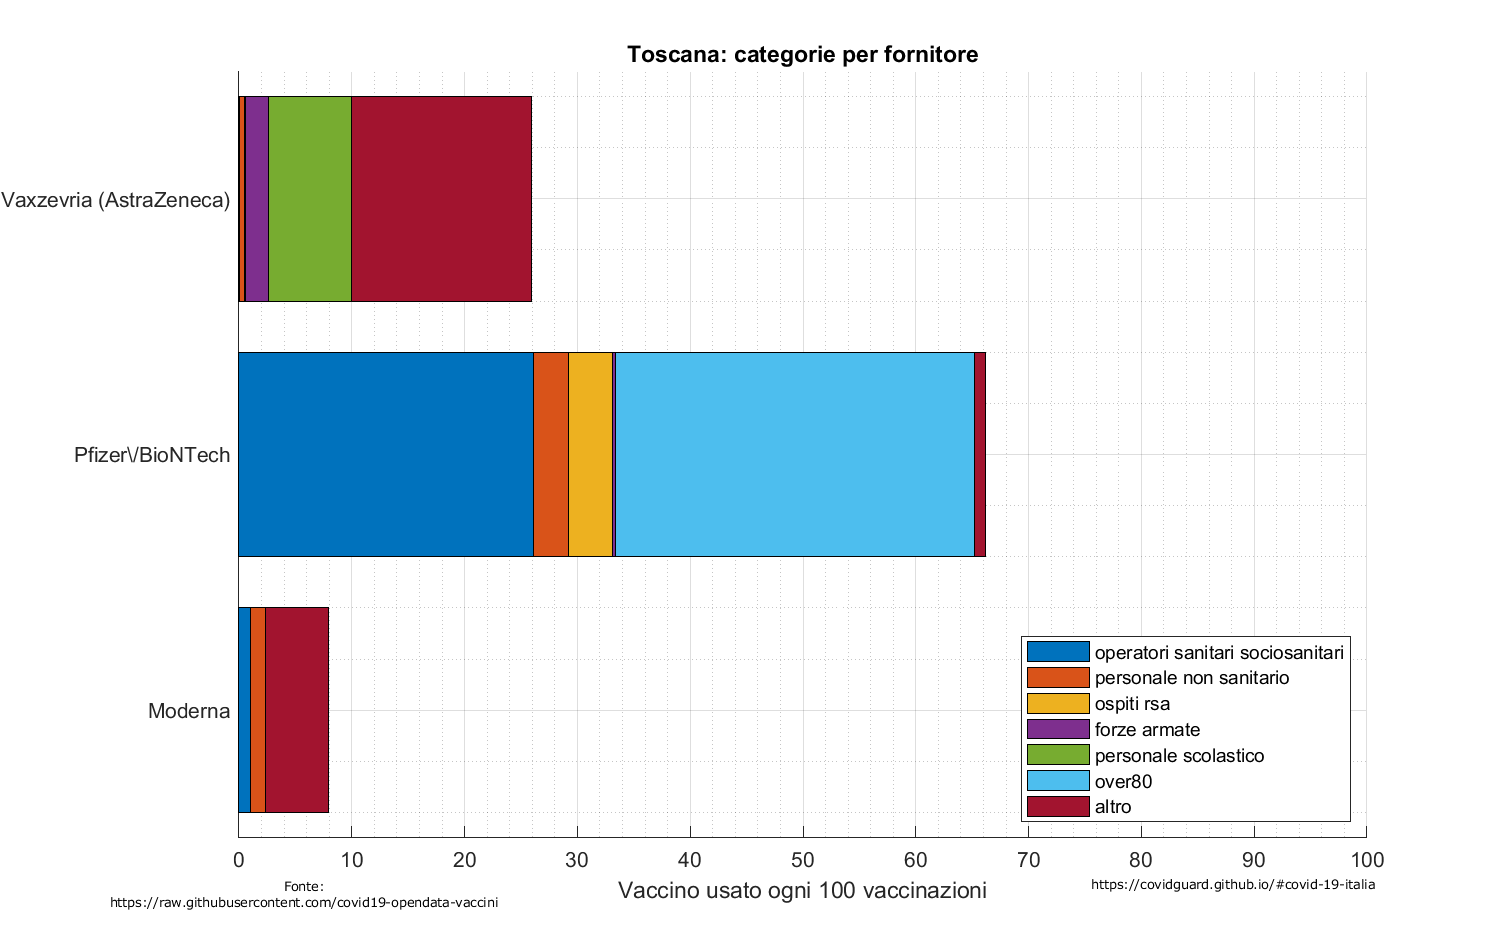 Toscana: categorie per fornitore
Vaxzevria (AstraZeneca)
Pfizer\/BioNTech
Moderna
operatori sanitari sociosanitari
personale non sanitario
ospiti rsa
forze armate
personale scolastico
over80
altro
0 10 20 30 40 50 60 70 80 90 100
Vaccino usato ogni 100 vaccinazioni
Fonte:
https://raw.githubusercontent.com/covid19-opendata-vaccini
https://covidguard.github.io/#covid-19-italia